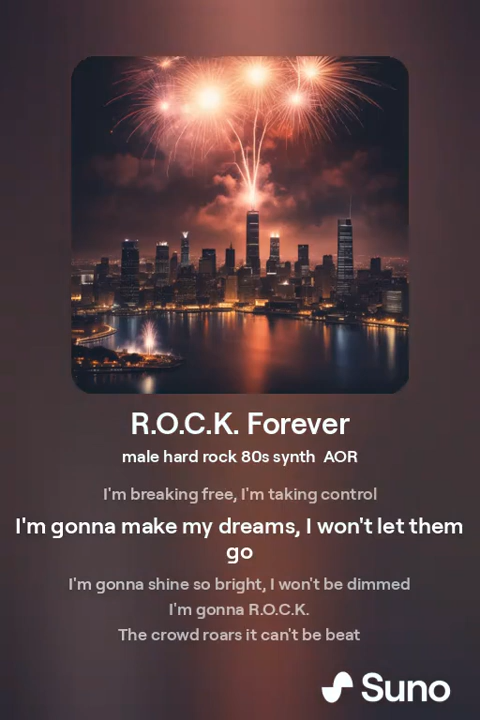 R.O.C.K. Forever
male hard rock 80s synth  AOR
I'm breaking free, I'm taking control
I'm gonna make my dreams, I won't let them
go
I'm gonna shine so bright, I won't be dimmed
I'm gonna R.O.C.K.
The crowd roars it can't be beat
Suno